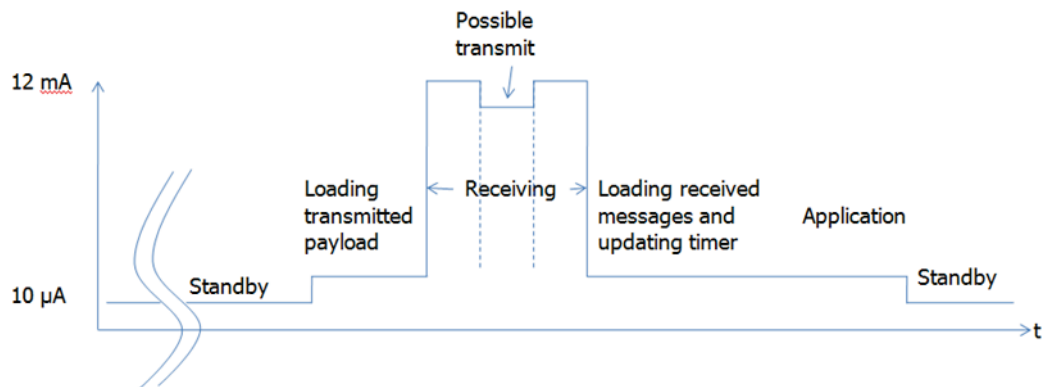 Possible
transmit
12 mA
Loading
transmitted
payload
Receiving
Loading received
messages and
updating timer
Application
Standby
Standby
10 µA
t